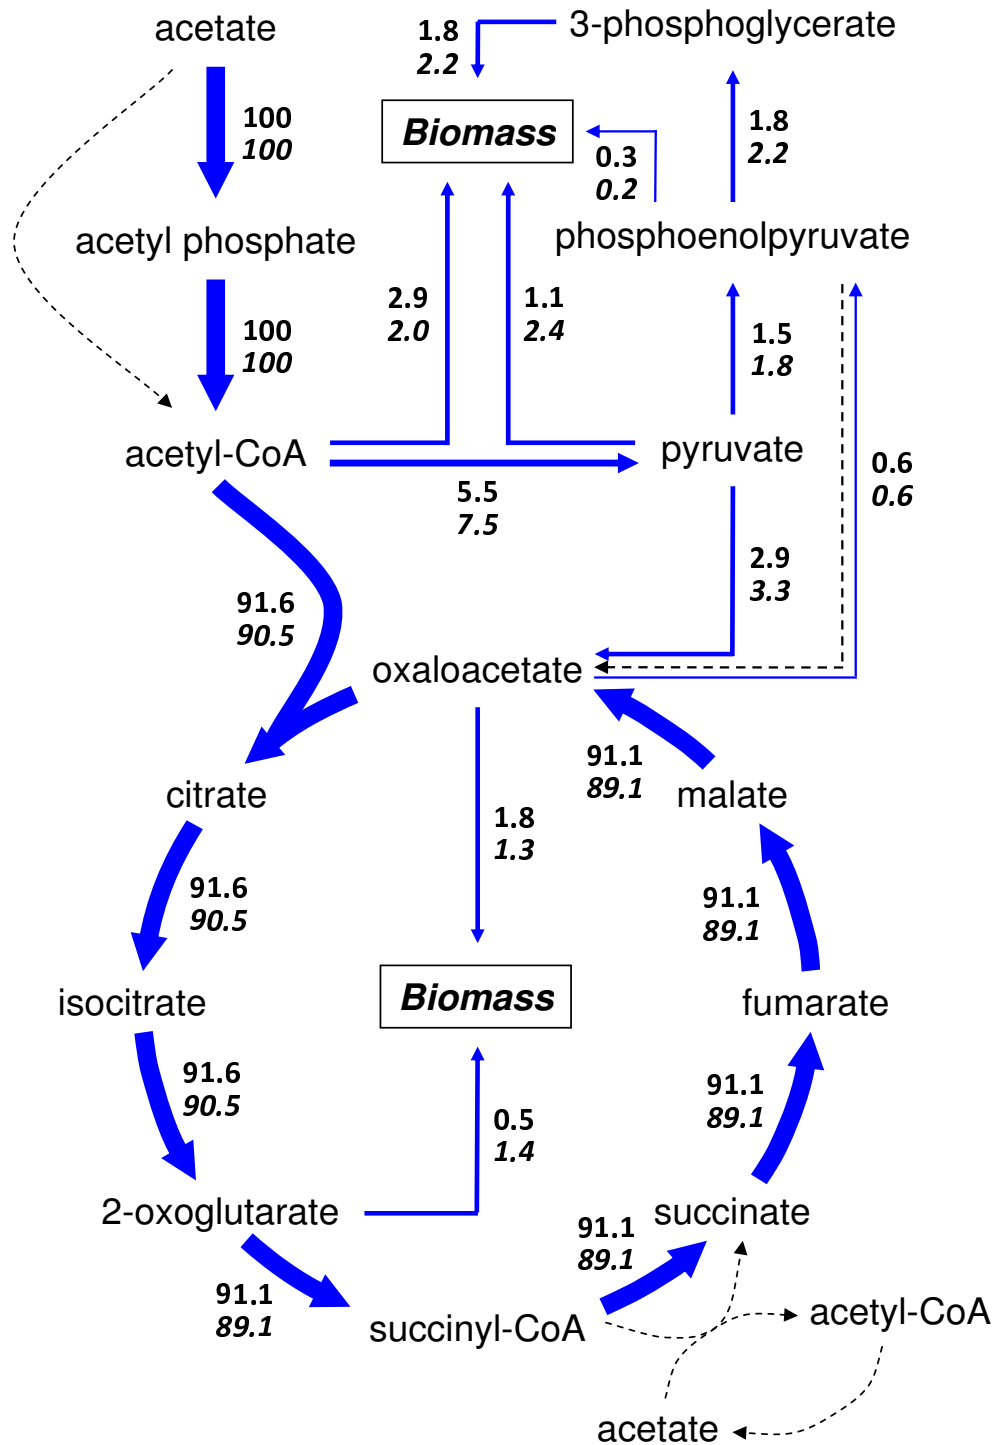 acetate
1.8
2.2
3-phosphoglycerate
100
100
Biomass
1.8
2.2
0.3
0.2
acetyl phosphate
phosphoenolpyruvate
100
100
2.9
2.0
1.1
2.4
1.5
1.8
acetyl-CoA
pyruvate
0.6
0.6
5.5
7.5
2.9
3.3
91.6
90.5
oxaloacetate
91.1
89.1
citrate
malate
1.8
1.3
91.6
90.5
91.1
89.1
isocitrate
Biomass
fumarate
91.6
90.5
91.1
89.1
0.5
1.4
2-oxoglutarate
succinate
91.1
89.1
91.1
89.1
succinyl-CoA
acetyl-CoA
acetate